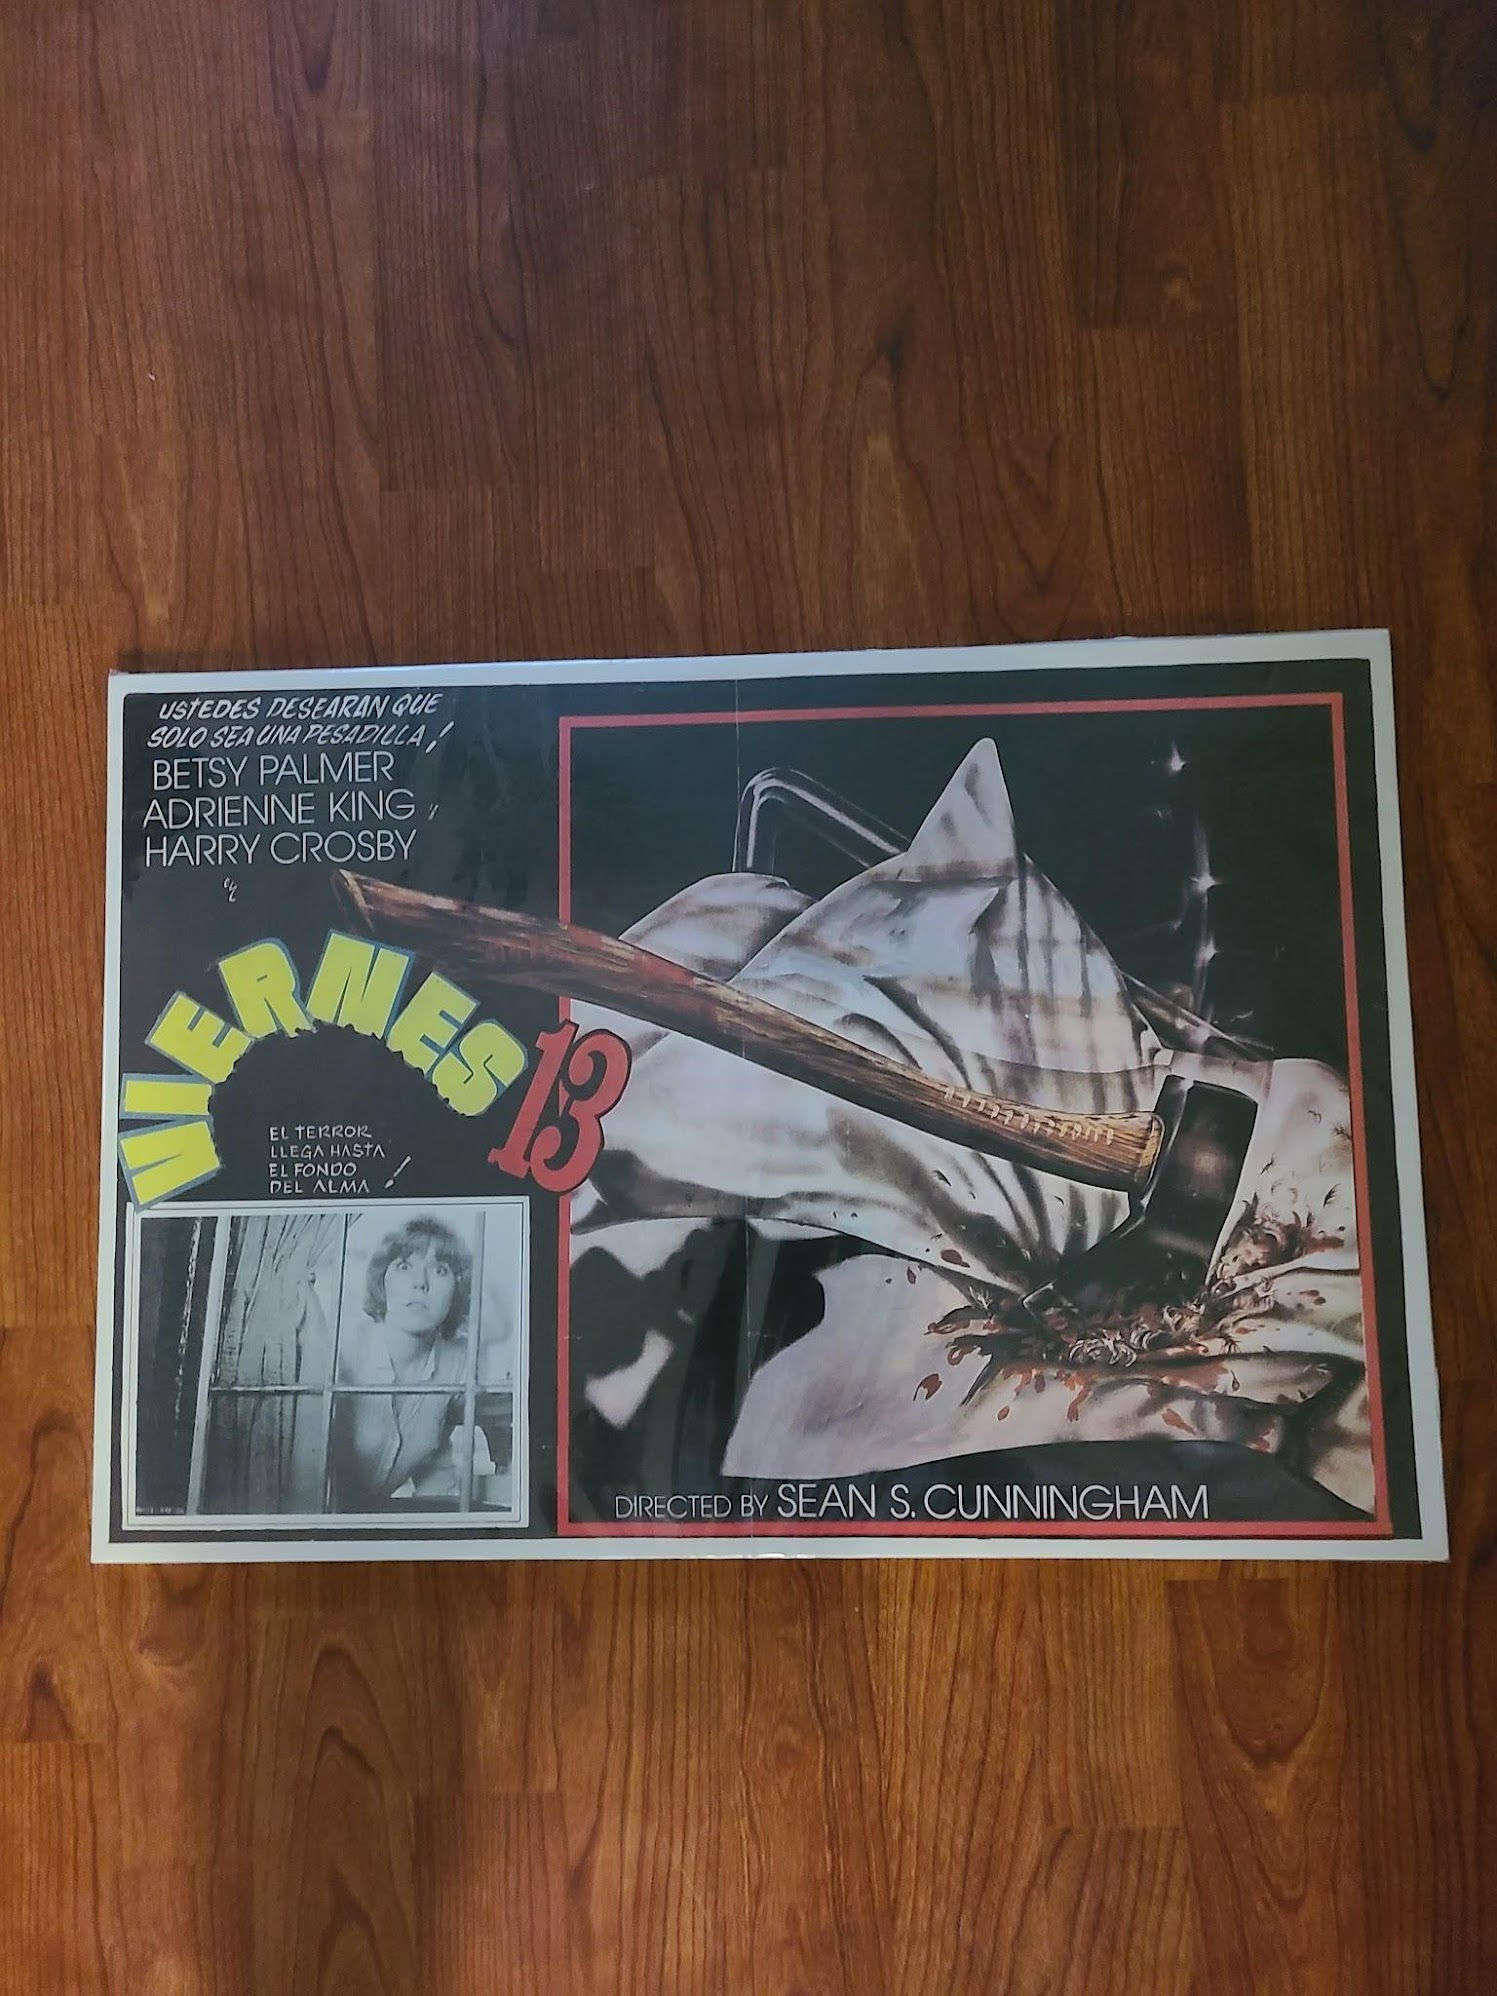 USTEDES DESEARAN QUE
SOLO SEA UNA PESADILLA!
BETSY PALMER
ADRIENNE KING y
HARRY CROSBY
en
VIERNES 13
EL TERROR
LLEGA HASTA
EL FONDO
DEL ALMA!
DIRECTED BY SEAN S. CUNNINGHAM